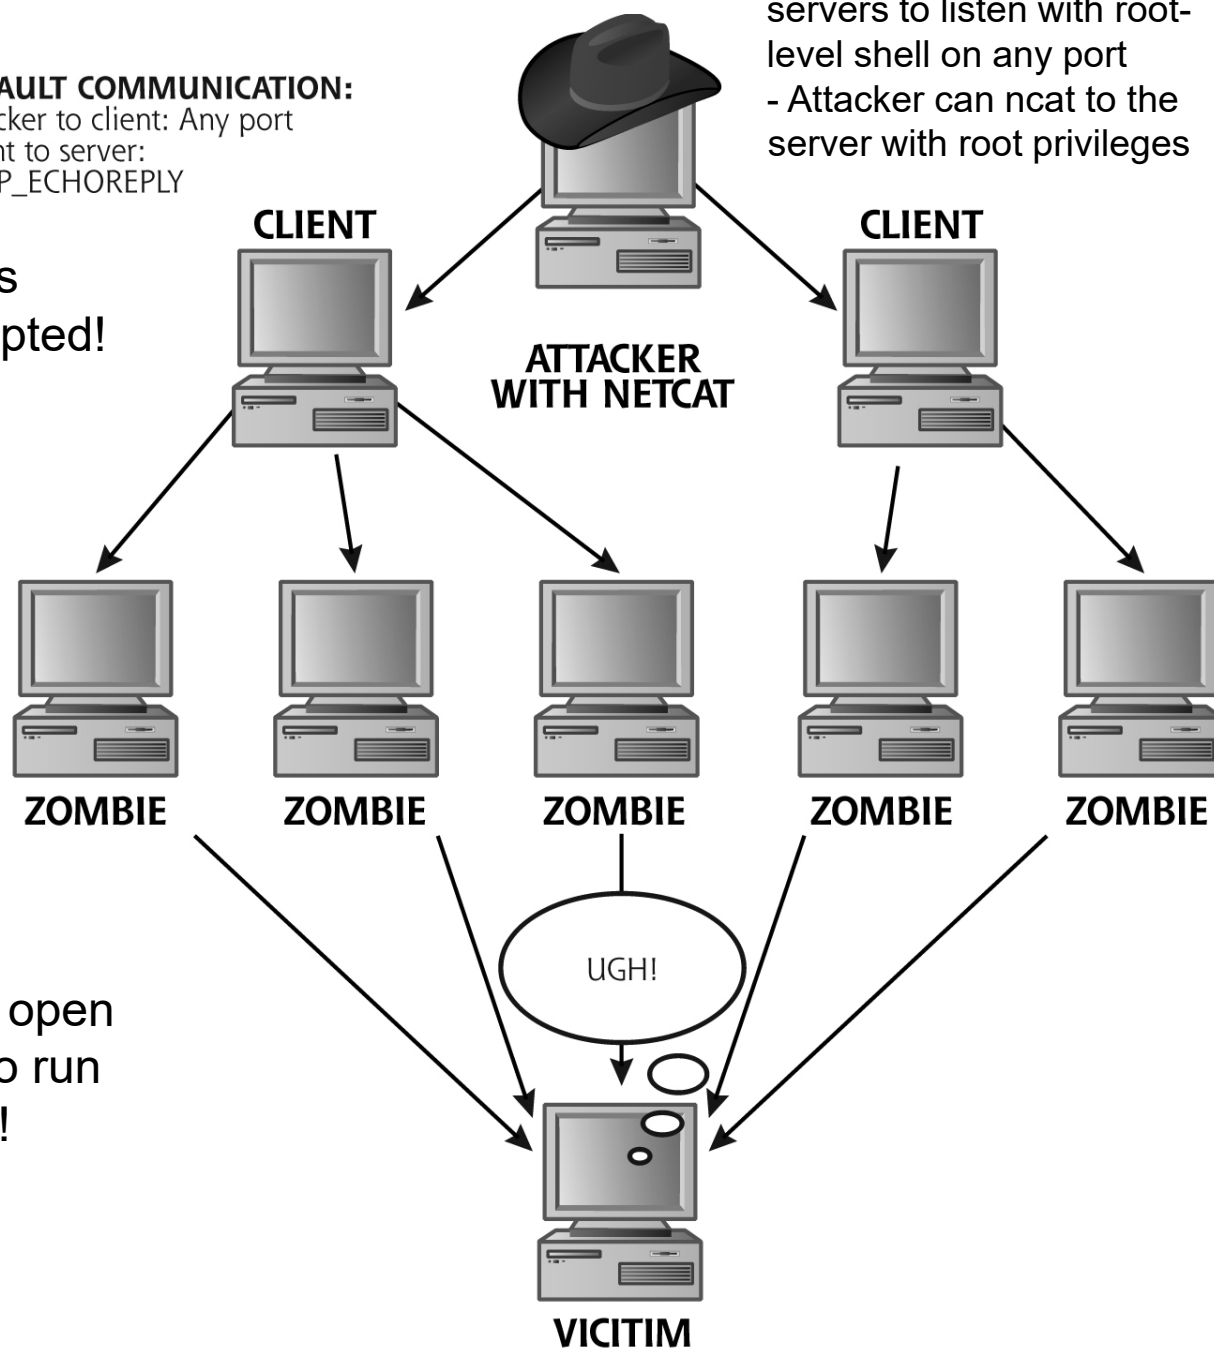 servers to listen with root-
level shell on any port
- Attacker can ncat to the
server with root privileges
AULT COMMUNICATION:
cker to client: Any port
nt to server:
P_ECHOREPLY
CLIENT
CLIENT
s
pted!
ATTACKER
WITH NETCAT
ZOMBIE
ZOMBIE
ZOMBIE
ZOMBIE
ZOMBIE
UGH!
open
o run
!
VICITIM